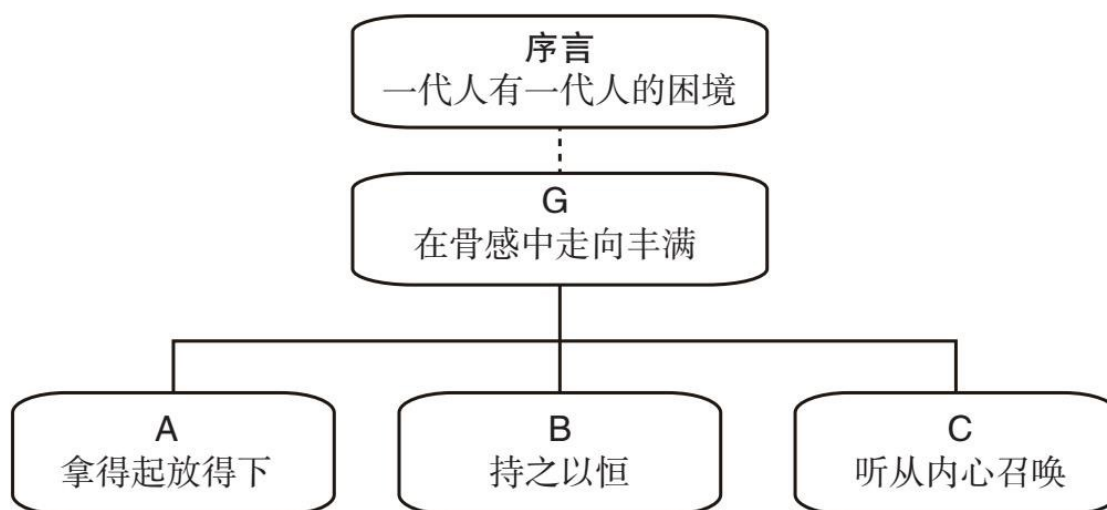 序言
一代人有一代人的困境
G
在骨感中走向丰满
A
拿得起放得下
B
持之以恒
C
听从内心召唤